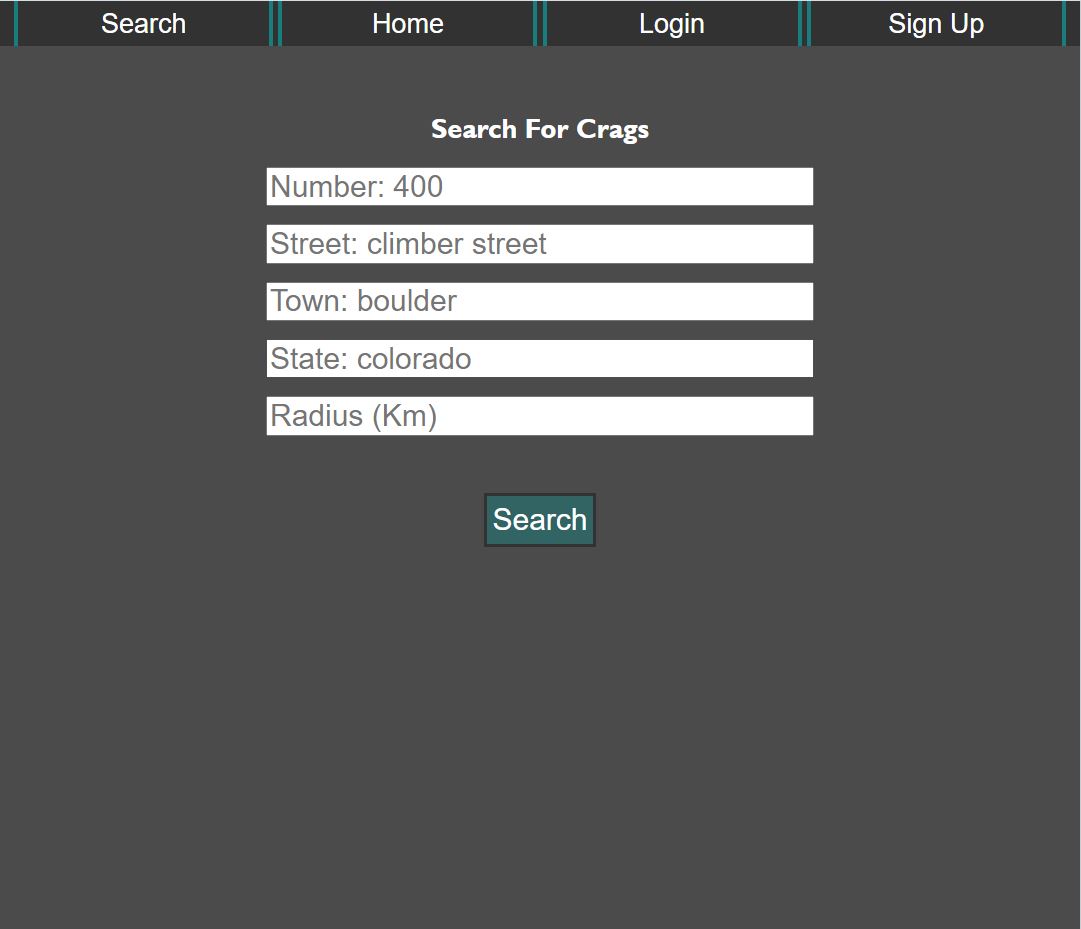 Search Home Login Sign Up
Search For Crags
Number: 400
Street: climber street
Town: boulder
State: colorado
Radius (Km)
Search